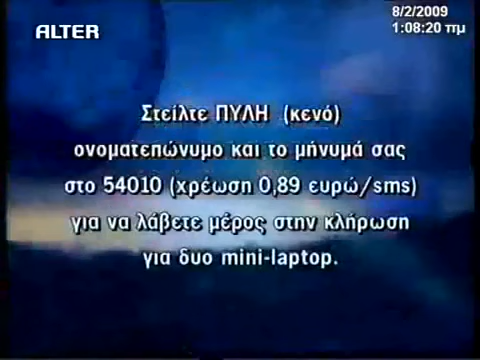 ALTER
8/2/2009
1:08:20 πμ
Στείλτε ΠΥΛΗ (κενό)
ονοματεπώνυμο και το μήνυμά σας
στο 54010 (χρέωση 0,89 ευρώ/sms)
για να λάβετε μέρος στην κλήρωση
για δυο mini-laptop.